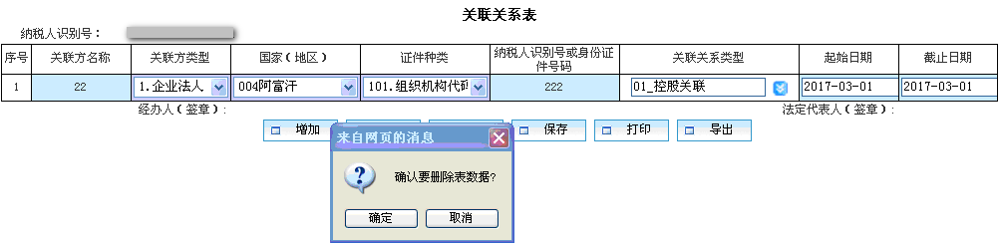 关联关系表
纳税人识别号：
序号 关联方名称 关联方类型 国家（地区） 证件种类 纳税人识别号或身份证件号码 关联关系类型 起始日期 截止日期
1 22 1.企业法人 004阿富汗 101.组织机构代码 222 01_控股关联 2017-03-01 2017-03-01
经办人（签章）： 法定代表人（签章）：
增加 保存 打印 导出
来自网页的消息
确认要删除表数据?
确定 取消